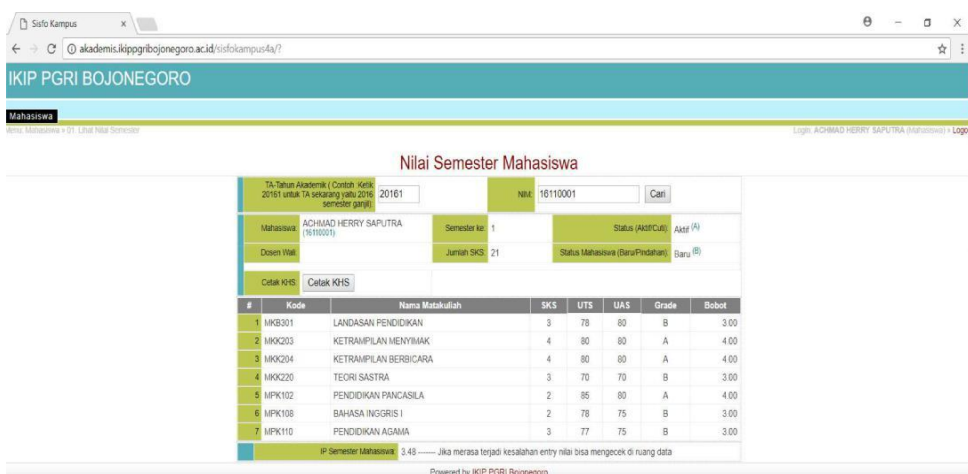 Sisfo Kampus
akademis.ikippgribojonegoro.ac.id/sisfokampus4a/?
IKIP PGRI BOJONEGORO
Mahasiswa
Menu: Mahasiswa » 01. Lihat Nilai Semester
Login: ACHMAD HERRY SAPUTRA (Mahasiswa) » Logo
Nilai Semester Mahasiswa
TA-Tahun Akademik ( Contoh :Ketik 20161 untuk TA sekarang yaitu 2016 semester ganjil): 20161 NIM: 16110001 Cari
Mahasiswa: ACHMAD HERRY SAPUTRA (16110001) Semester ke: 1 Status (Aktif/Cuti): Aktif (A)
Dosen Wali: Jumlah SKS: 21 Status Mahasiswa (Baru/Pindahan): Baru (B)
Cetak KHS: Cetak KHS
# Kode Nama Matakuliah SKS UTS UAS Grade Bobot
1 MKB301 LANDASAN PENDIDIKAN 3 78 80 B 3.00
2 MKK203 KETRAMPILAN MENYIMAK 4 80 80 A 4.00
3 MKK204 KETRAMPILAN BERBICARA 4 80 80 A 4.00
4 MKK220 TEORI SASTRA 3 70 70 B 3.00
5 MPK102 PENDIDIKAN PANCASILA 2 85 80 A 4.00
6 MPK108 BAHASA INGGRIS I 2 78 75 B 3.00
7 MPK110 PENDIDIKAN AGAMA 3 77 75 B 3.00
IP Semester Mahasiswa: 3.48 ------- Jika merasa terjadi kesalahan entry nilai bisa mengecek di ruang data
Powered by IKIP PGRI Bojonegoro